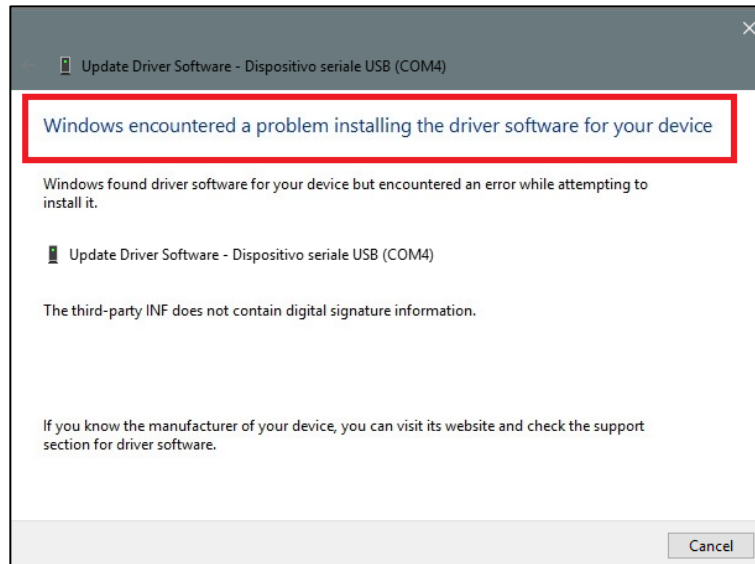 Update Driver Software - Dispositivo seriale USB (COM4)
Windows encountered a problem installing the driver software for your device
Windows found driver software for your device but encountered an error while attempting to
install it.
Update Driver Software - Dispositivo seriale USB (COM4)
The third-party INF does not contain digital signature information.
If you know the manufacturer of your device, you can visit its website and check the support
section for driver software.
Cancel